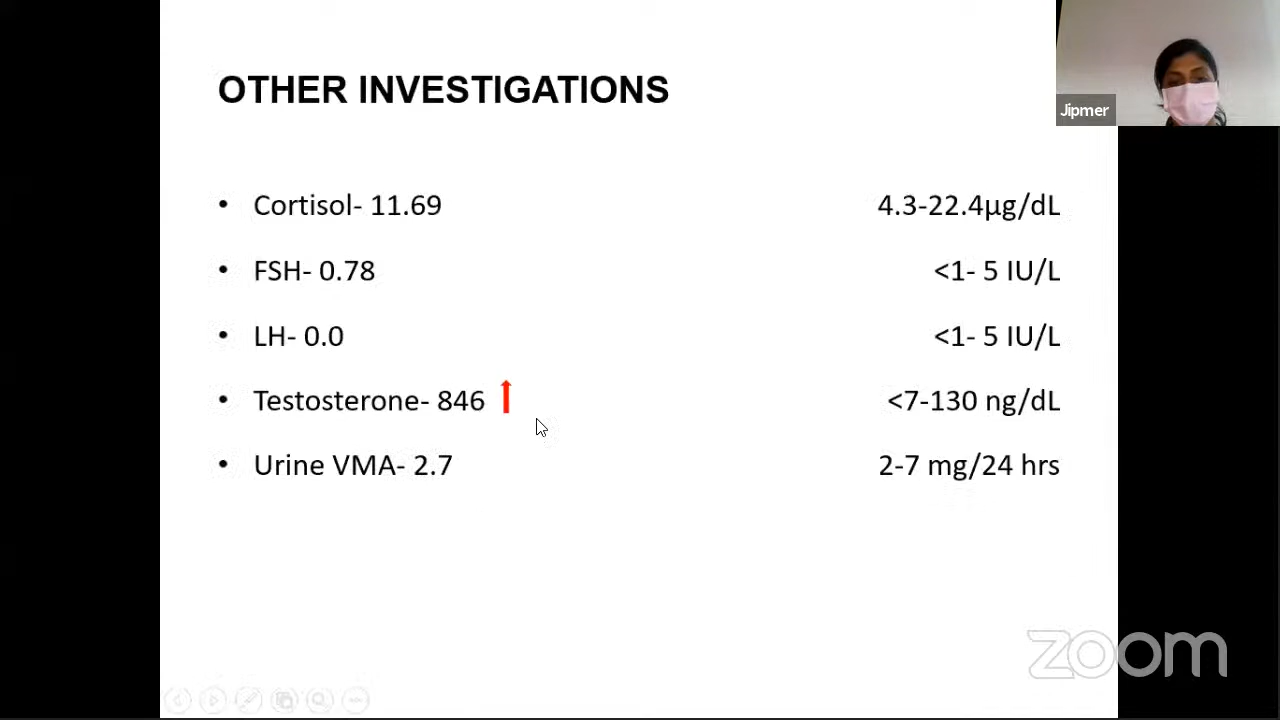 OTHER INVESTIGATIONS
Jipmer
• Cortisol- 11.69 4.3-22.4µg/dL
• FSH- 0.78 <1- 5 IU/L
• LH- 0.0 <1- 5 IU/L
• Testosterone- 846 <7-130 ng/dL
• Urine VMA- 2.7 2-7 mg/24 hrs
zoom